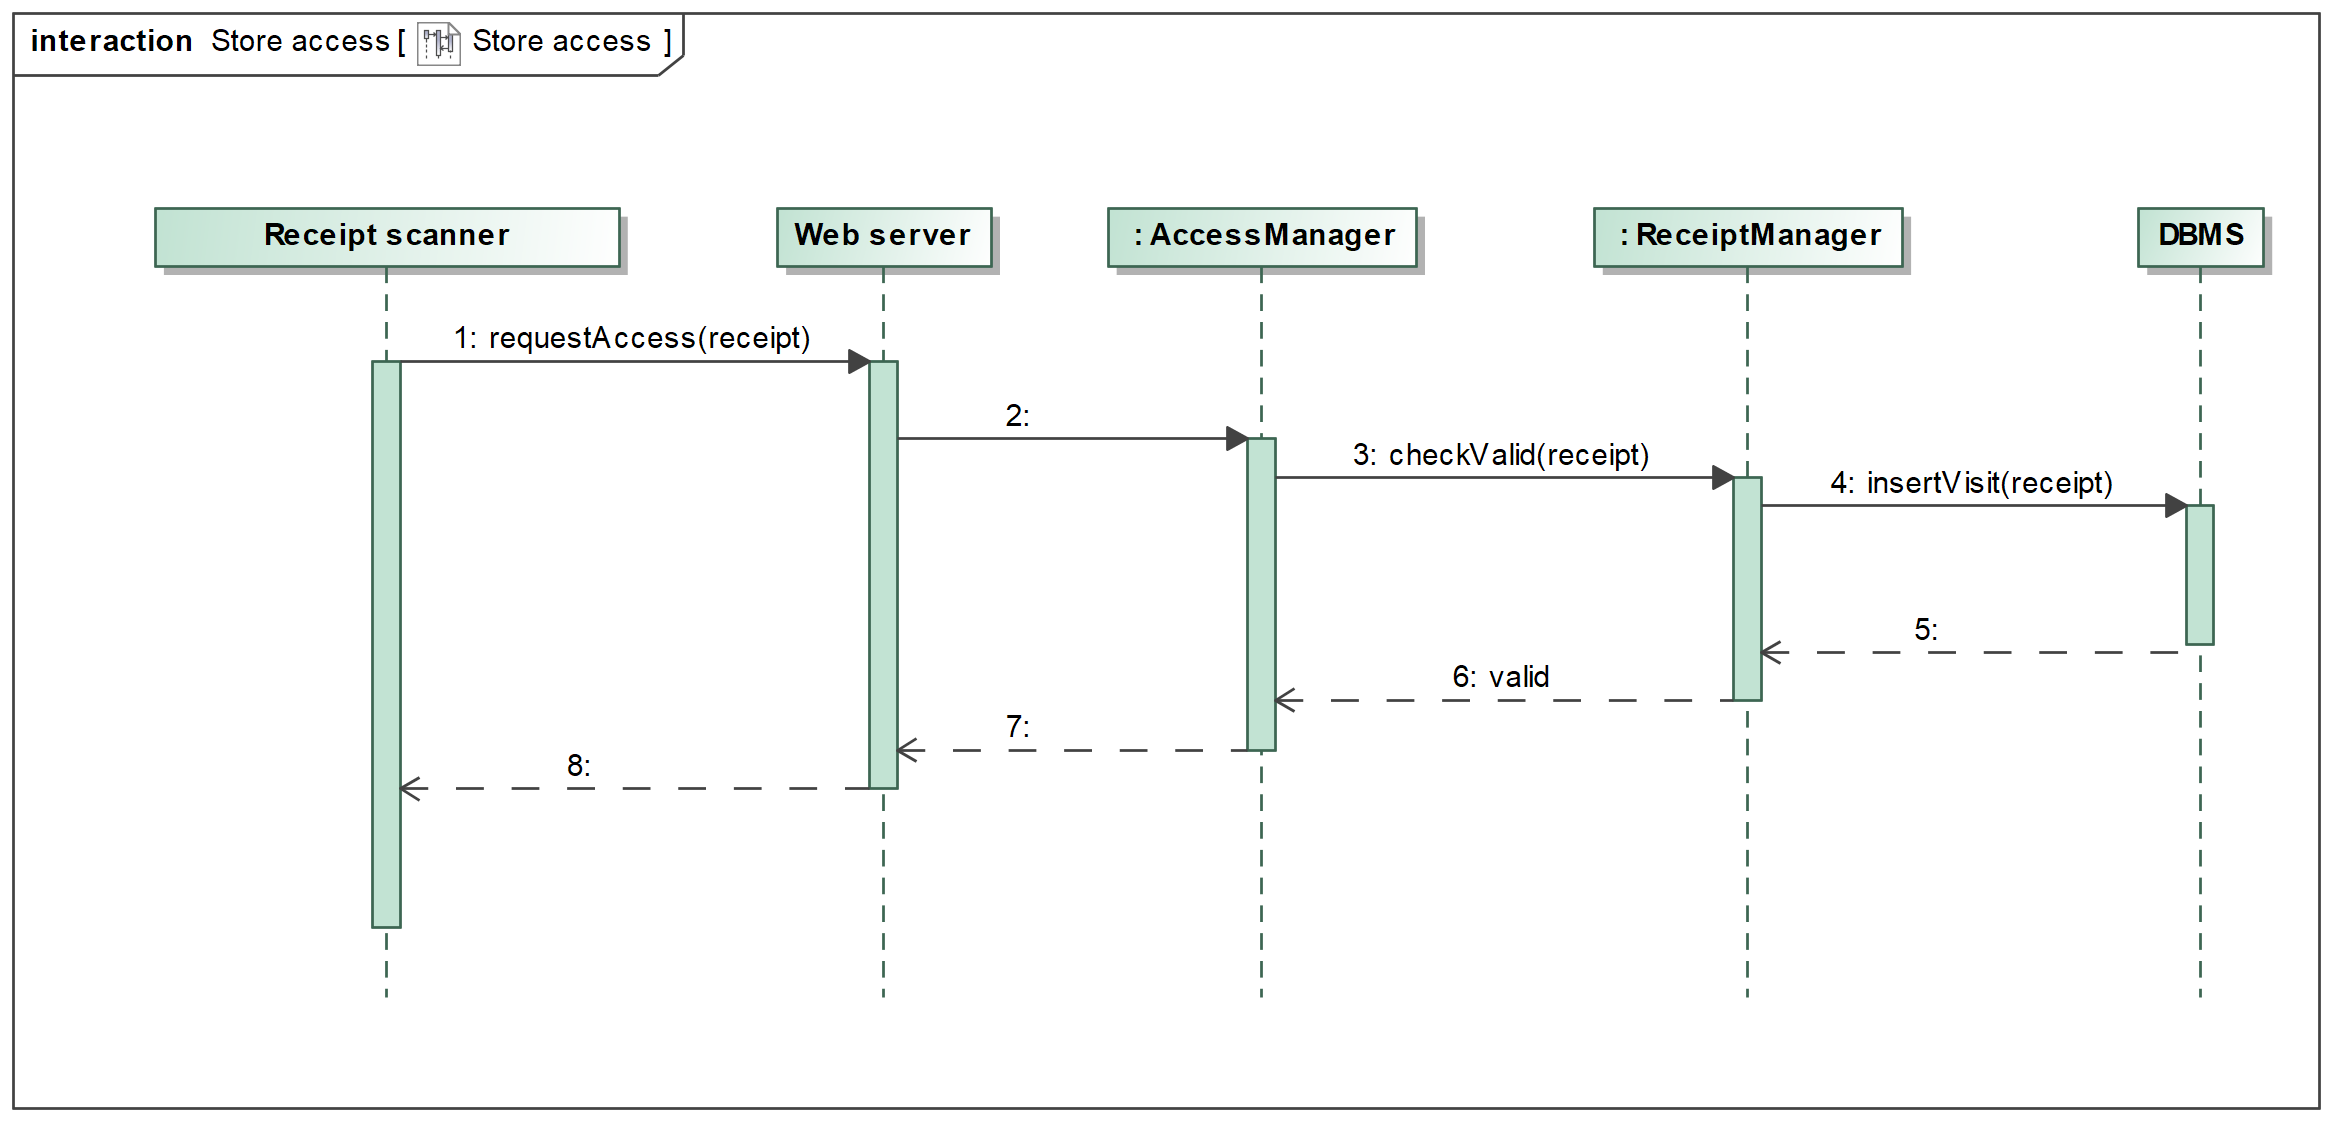 interaction Store access [ Store access ]
Receipt scanner
Web server
: AccessManager
: ReceiptManager
DBMS
1: requestAccess(receipt)
2:
3: checkValid(receipt)
4: insertVisit(receipt)
5:
6: valid
7:
8: